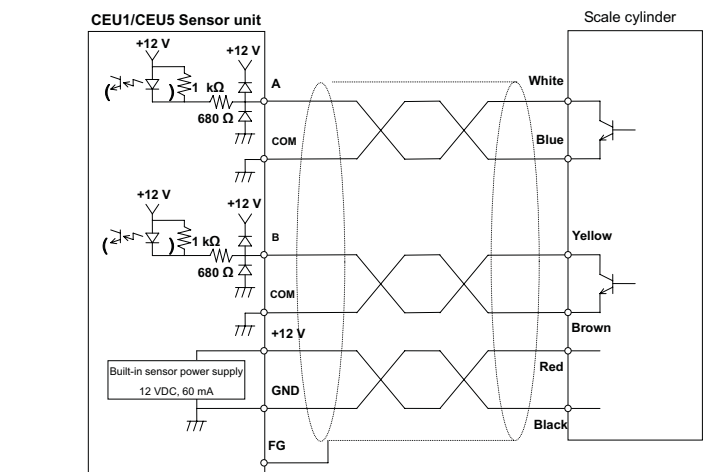 CEU1/CEU5 Sensor unit
Scale cylinder
+12 V
+12 V
( ) 1 kΩ
680 Ω
A
COM
White
Blue
+12 V
+12 V
( ) 1 kΩ
680 Ω
B
COM
Yellow
Brown
+12 V
Red
Built-in sensor power supply
12 VDC, 60 mA
GND
Black
FG